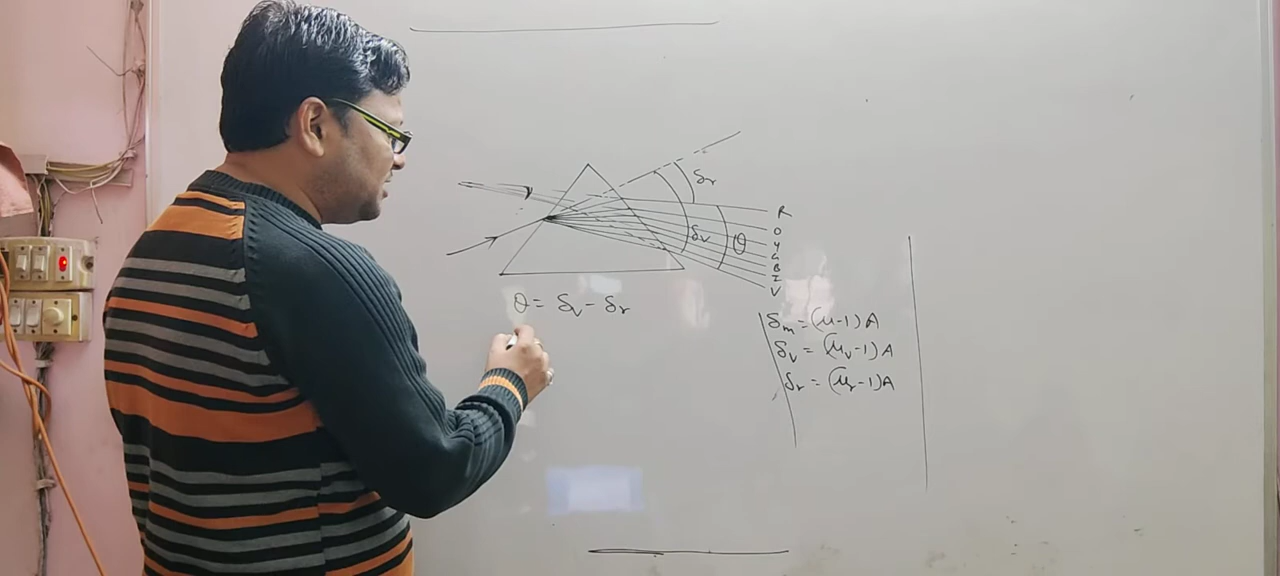 δr
R
O
Y
G
B
I
V
δv
θ
θ = δv - δr
δm = (μ-1)A
δv = (μv-1)A
δr = (μr-1)A